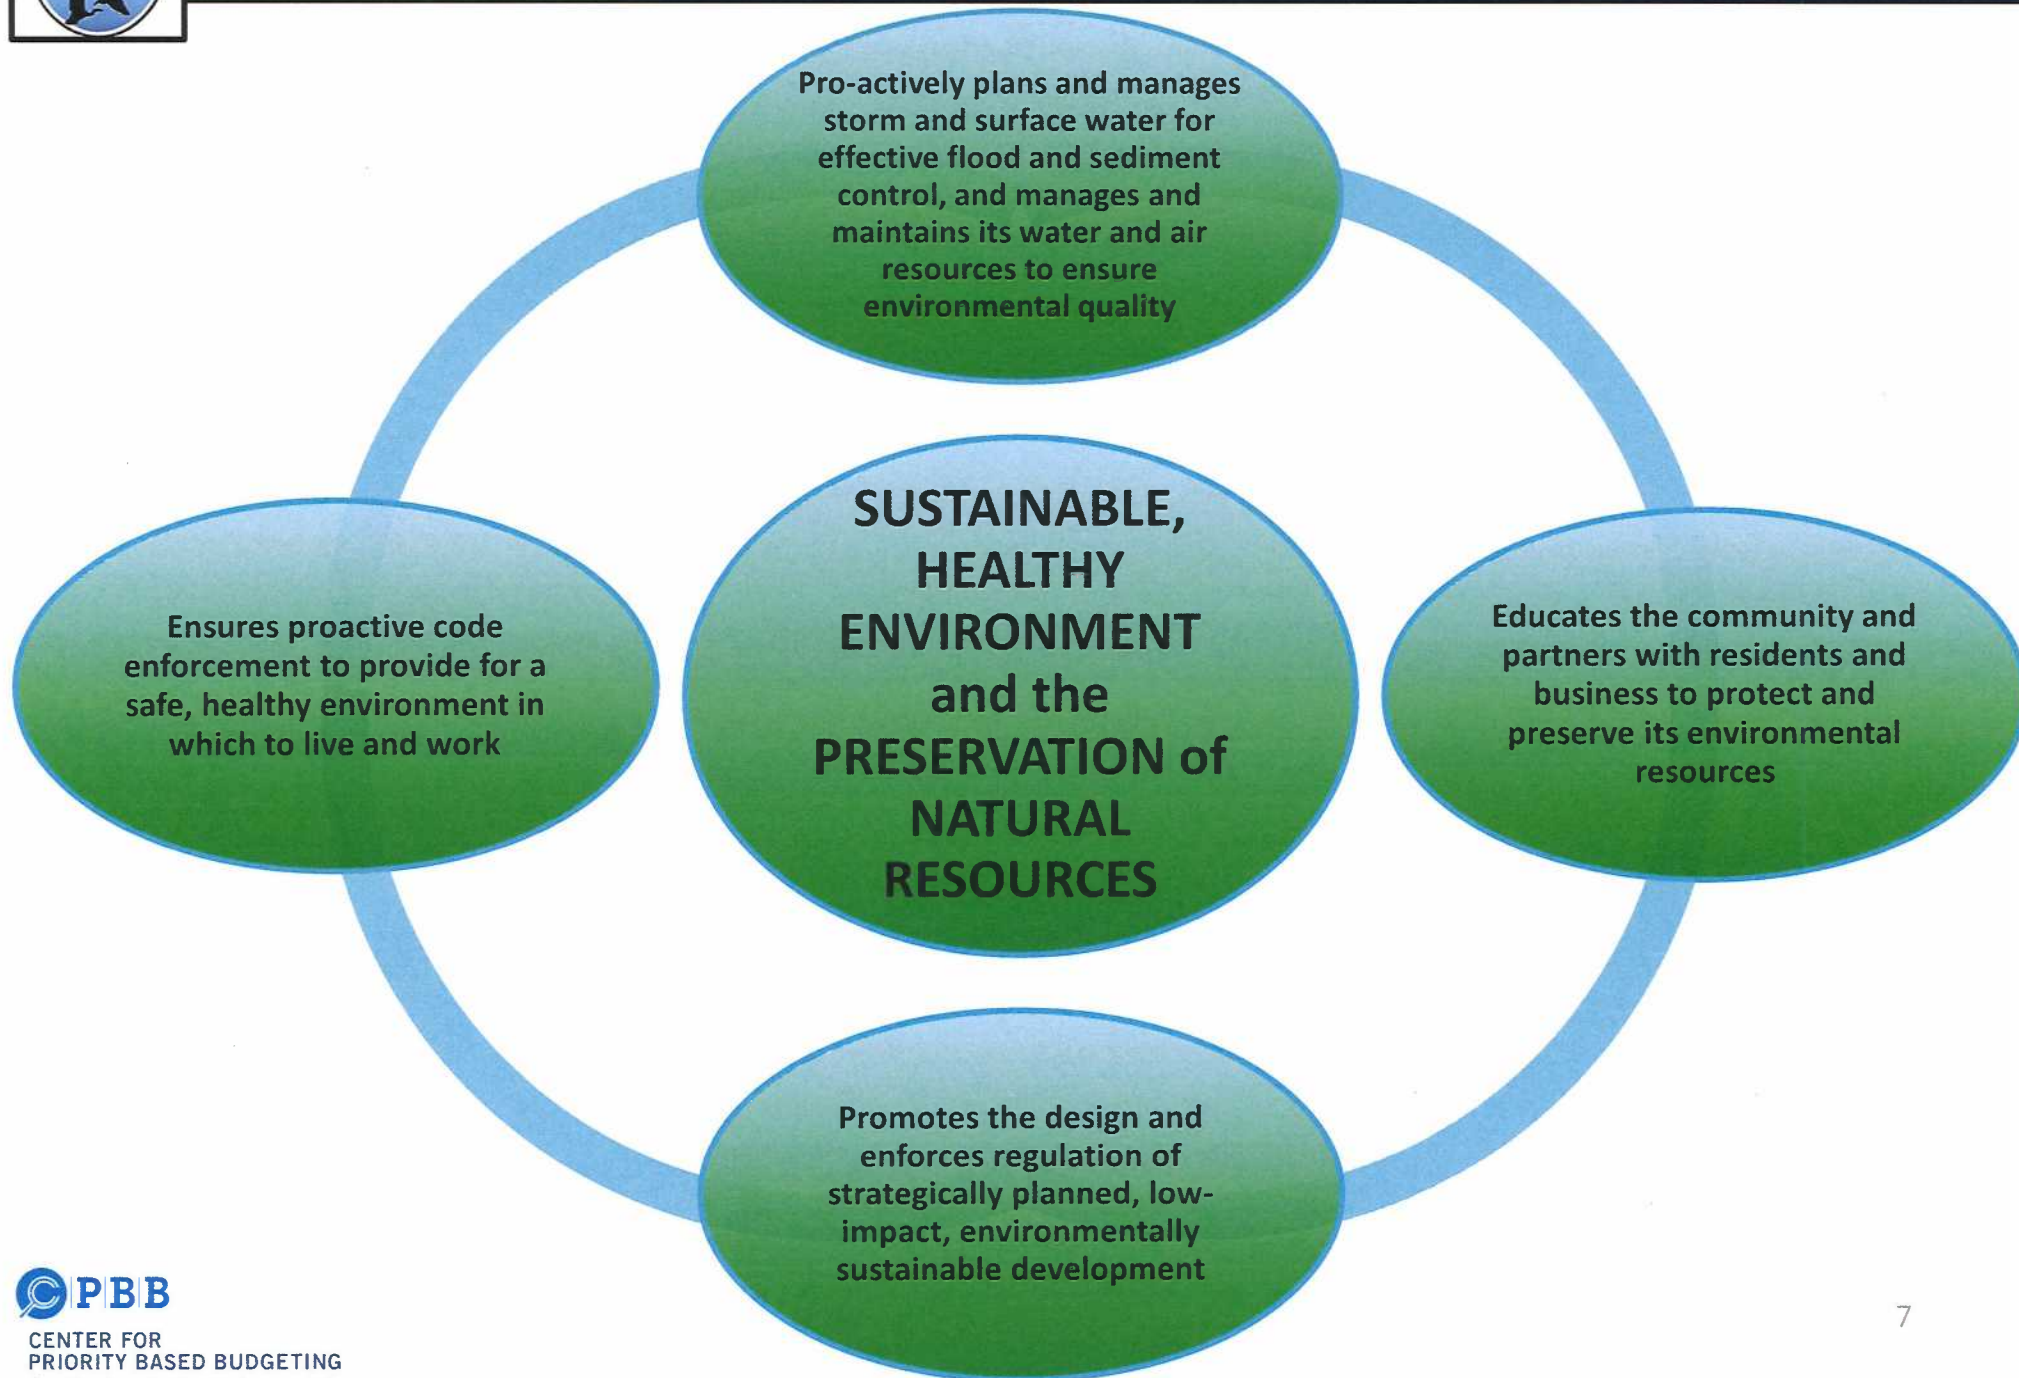 Pro-actively plans and manages
storm and surface water for
effective flood and sediment
control, and manages and
maintains its water and air
resources to ensure
environmental quality
Ensures proactive code
enforcement to provide for a
safe, healthy environment in
which to live and work
SUSTAINABLE,
HEALTHY
ENVIRONMENT
and the
PRESERVATION of
NATURAL
RESOURCES
Educates the community and
partners with residents and
business to protect and
preserve its environmental
resources
Promotes the design and
enforces regulation of
strategically planned, low-
impact, environmentally
sustainable development
PBB
CENTER FOR
PRIORITY BASED BUDGETING
7